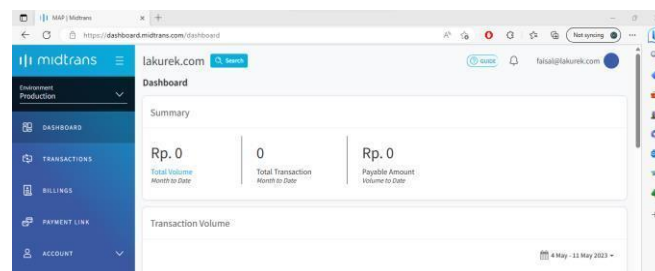 MAP | Midtrans
https://dashboard.midtrans.com/dashboard
Not syncing
midtrans
lakurek.com
Search
GUIDE
faisal@lakurek.com
Environment
Production
Dashboard
DASHBOARD
TRANSACTIONS
BILLINGS
PAYMENT LINK
ACCOUNT
Summary
Rp. 0
Total Volume
Month to Date
0
Total Transaction
Month to Date
Rp. 0
Payable Amount
Volume to Date
Transaction Volume
4 May - 11 May 2023